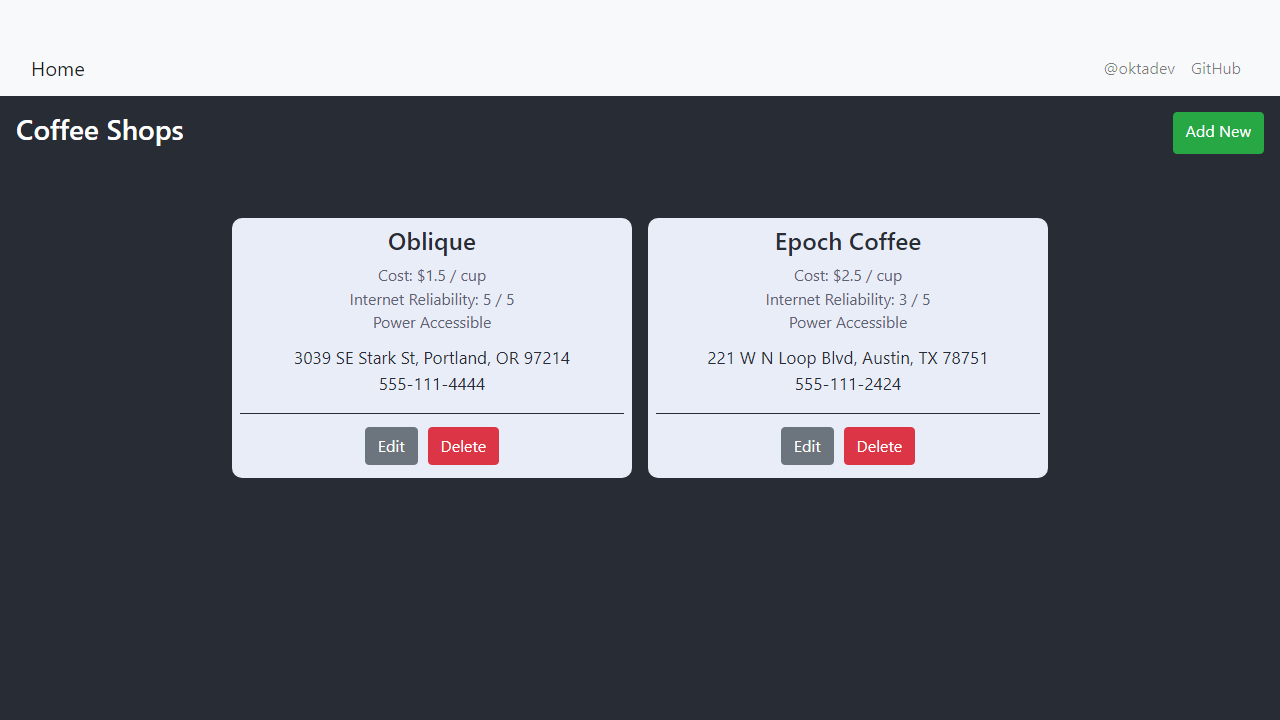 Home
@oktadev GitHub
Coffee Shops
Add New
Oblique
Cost: $1.5 / cup
Internet Reliability: 5 / 5
Power Accessible
3039 SE Stark St, Portland, OR 97214
555-111-4444
Edit Delete
Epoch Coffee
Cost: $2.5 / cup
Internet Reliability: 3 / 5
Power Accessible
221 W N Loop Blvd, Austin, TX 78751
555-111-2424
Edit Delete